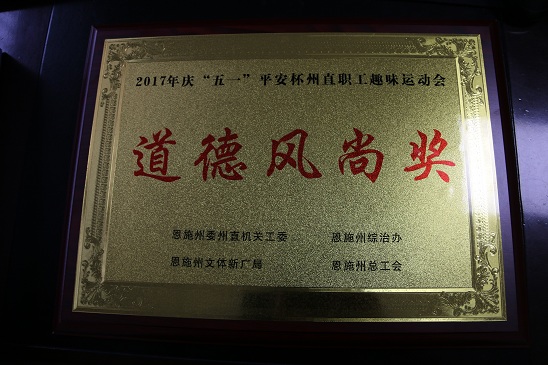 2017年庆“五一”平安杯州直职工趣味运动会
道德风尚奖
恩施州委州直机关工委 恩施州综治办
恩施州文体新广局 恩施州总工会